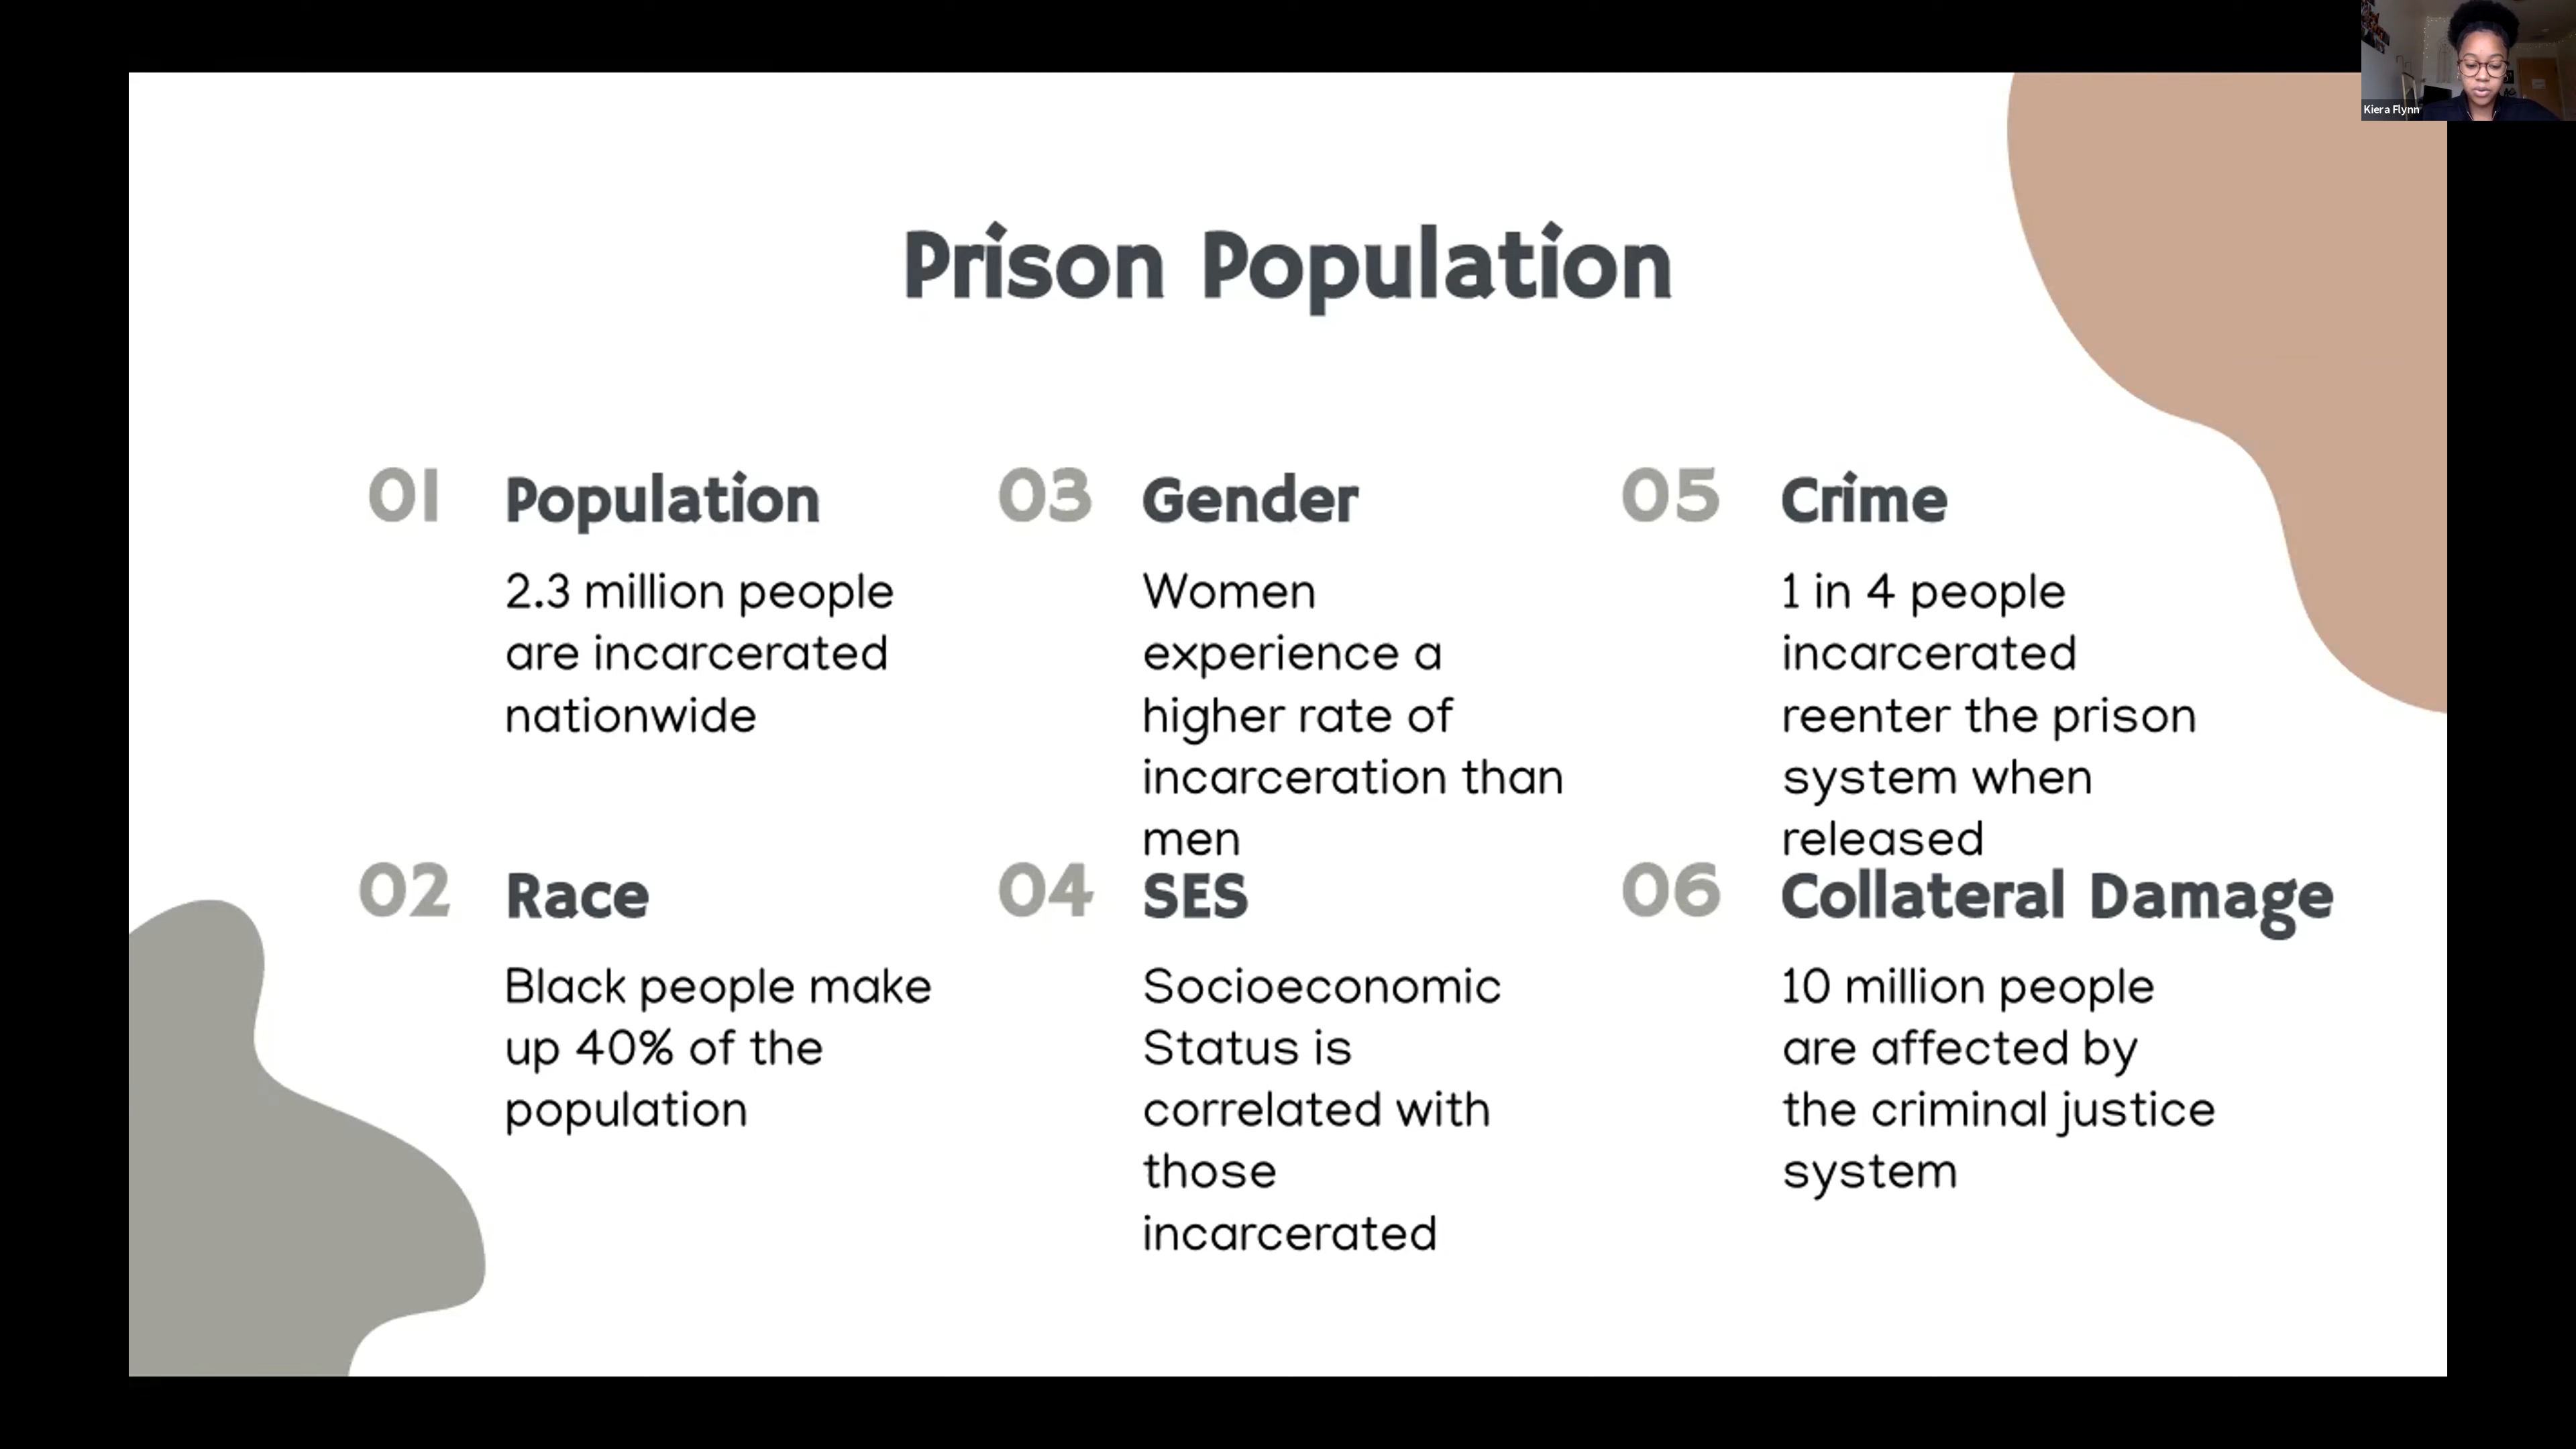 Kiera Flynn
Prison Population
01 Population
2.3 million people
are incarcerated
nationwide
02 Race
Black people make
up 40% of the
population
03 Gender
Women
experience a
higher rate of
incarceration than
men
04 SES
Socioeconomic
Status is
correlated with
those
incarcerated
05 Crime
1 in 4 people
incarcerated
reenter the prison
system when
released
06 Collateral Damage
10 million people
are affected by
the criminal justice
system